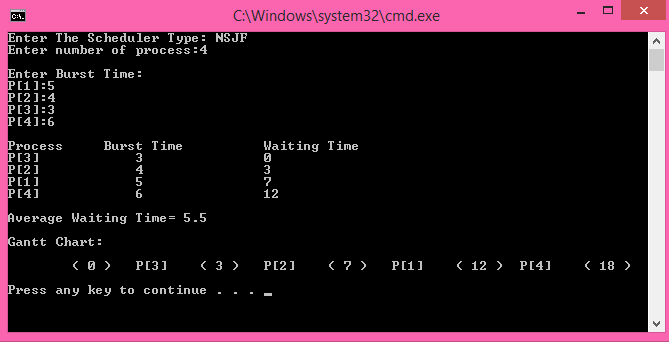 C:\Windows\system32\cmd.exe
Enter The Scheduler Type: NSJF
Enter number of process:4
Enter Burst Time:
P[1]:5
P[2]:4
P[3]:3
P[4]:6
Process Burst Time Waiting Time
P[3] 3 0
P[2] 4 3
P[1] 5 7
P[4] 6 12
Average Waiting Time= 5.5
Gantt Chart:
< 0 > P[3] < 3 > P[2] < 7 > P[1] < 12 > P[4] < 18 >
Press any key to continue . . . _